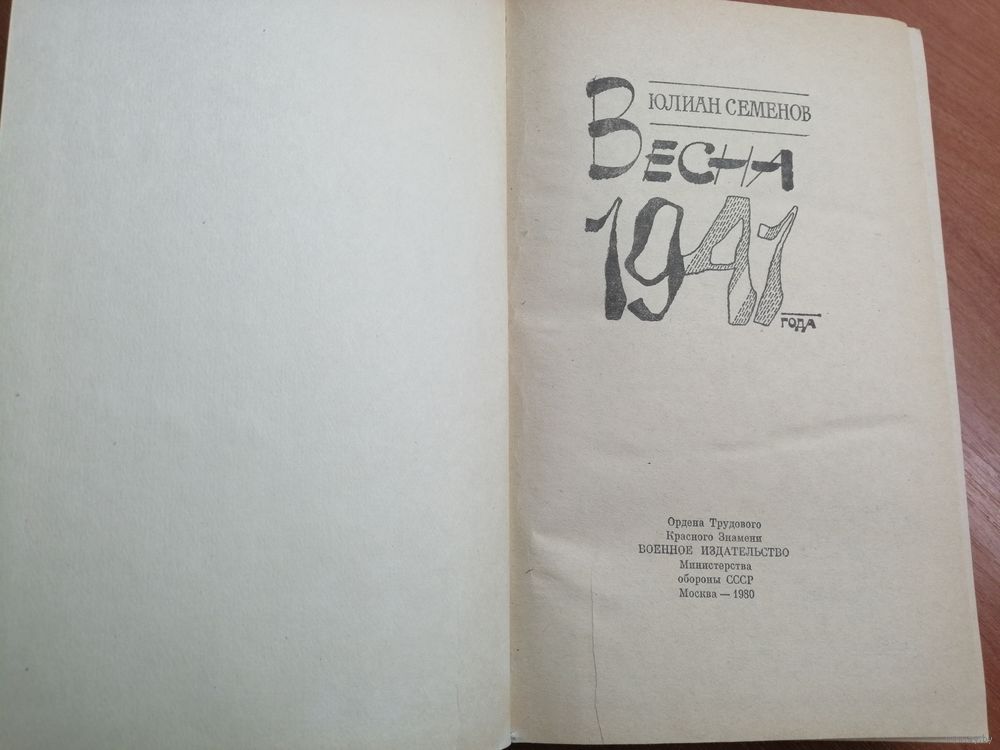 ЮЛИАН СЕМЕНОВ
ВЕСНА
1941
ГОДА
Ордена Трудового
Красного Знамени
ВОЕННОЕ ИЗДАТЕЛЬСТВО
Министерства
обороны СССР
Москва — 1980